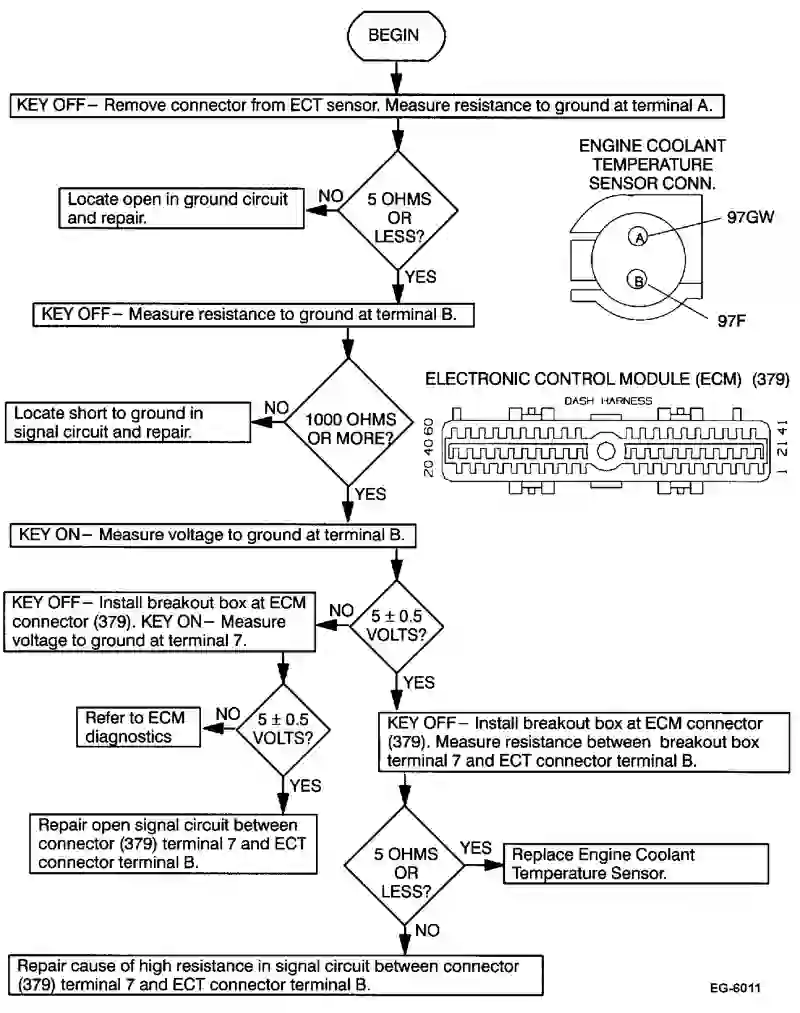 BEGIN
KEY OFF– Remove connector from ECT sensor. Measure resistance to ground at terminal A.
ENGINE COOLANT
TEMPERATURE
SENSOR CONN.
97GW
A
B
97F
5 OHMS
OR
LESS?
NO
Locate open in ground circuit
and repair.
YES
KEY OFF– Measure resistance to ground at terminal B.
ELECTRONIC CONTROL MODULE (ECM) (379)
DASH HARNESS
20 40 60
1 21 41
1000 OHMS
OR MORE?
NO
Locate short to ground in
signal circuit and repair.
YES
KEY ON– Measure voltage to ground at terminal B.
5 ± 0.5
VOLTS?
NO
KEY OFF– Install breakout box at ECM
connector (379). KEY ON– Measure
voltage to ground at terminal 7.
5 ± 0.5
VOLTS?
NO
Refer to ECM
diagnostics
YES
Repair open signal circuit between
connector (379) terminal 7 and ECT
connector terminal B.
YES
KEY OFF– Install breakout box at ECM connector
(379). Measure resistance between breakout box
terminal 7 and ECT connector terminal B.
5 OHMS
OR
LESS?
YES
Replace Engine Coolant
Temperature Sensor.
NO
Repair cause of high resistance in signal circuit between connector
(379) terminal 7 and ECT connector terminal B.
EG-6011